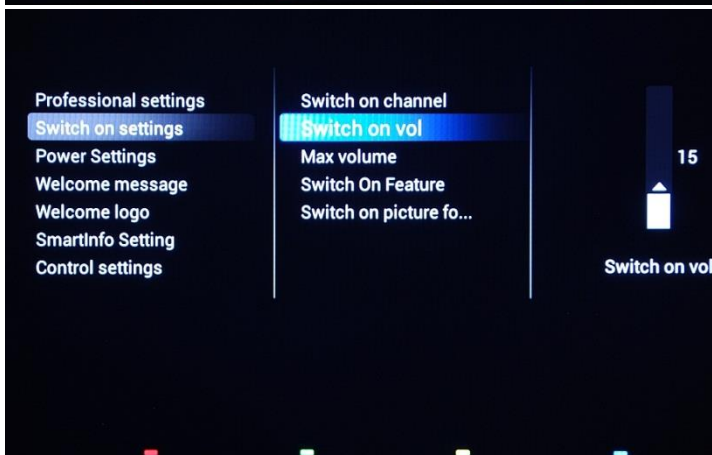 Professional settings
Switch on settings
Power Settings
Welcome message
Welcome logo
SmartInfo Setting
Control settings
Switch on channel
Switch on vol
Max volume
Switch On Feature
Switch on picture fo...
15
Switch on vol